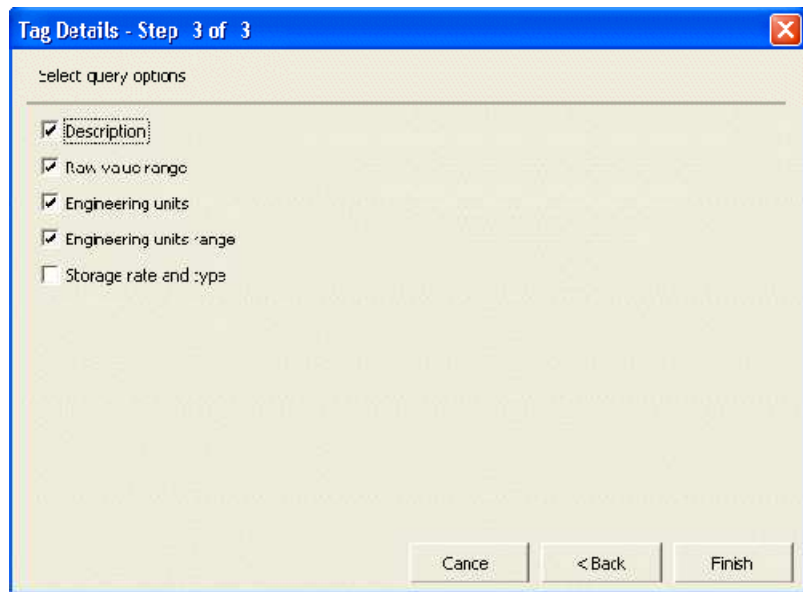 Tag Details - Step 3 of 3
Select query options
Description
Raw value range
Engineering units
Engineering units range
Storage rate and type
Cance
< Back
Finish